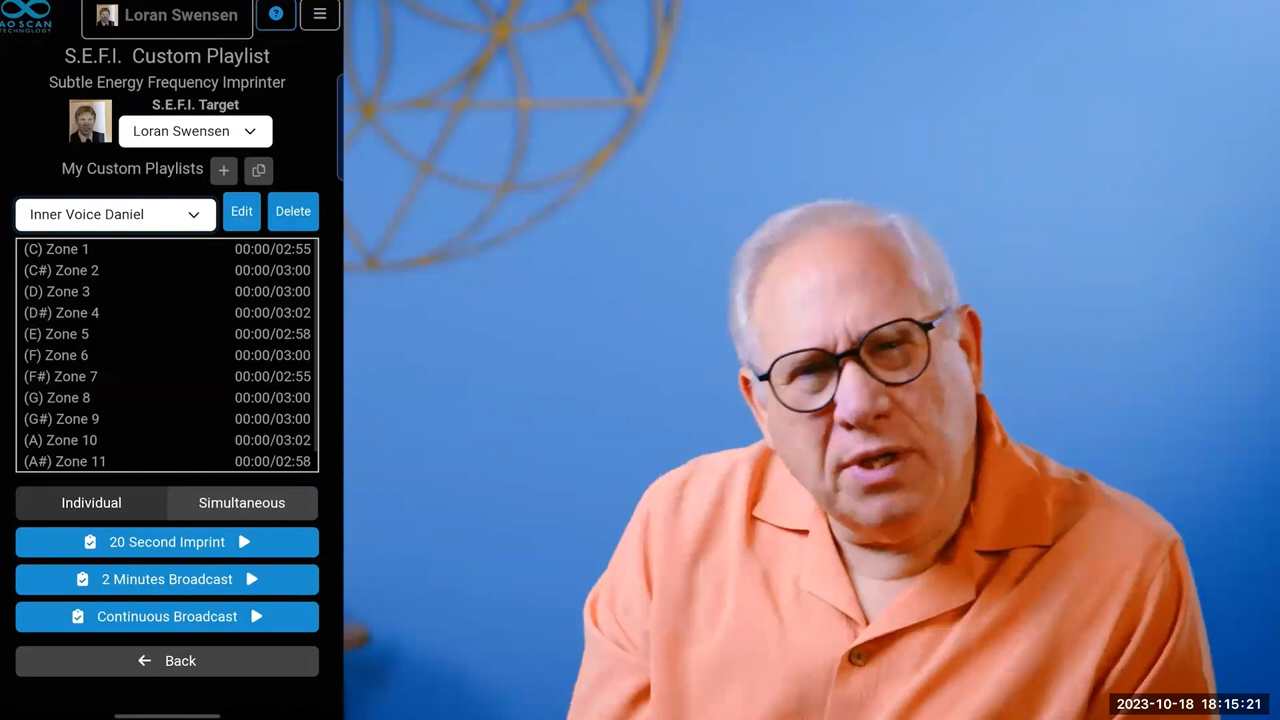 AO SCAN
TECHNOLOGY
Loran Swensen
?
S.E.F.I. Custom Playlist
Subtle Energy Frequency Imprinter
S.E.F.I. Target
Loran Swensen
My Custom Playlists
Inner Voice Daniel
Edit
Delete
(C) Zone 1 00:00/02:55
(C#) Zone 2 00:00/03:00
(D) Zone 3 00:00/03:00
(D#) Zone 4 00:00/03:02
(E) Zone 5 00:00/02:58
(F) Zone 6 00:00/03:00
(F#) Zone 7 00:00/02:55
(G) Zone 8 00:00/03:00
(G#) Zone 9 00:00/03:00
(A) Zone 10 00:00/03:02
(A#) Zone 11 00:00/02:58
Individual
Simultaneous
20 Second Imprint
2 Minutes Broadcast
Continuous Broadcast
Back
2023-10-18 18:15:21